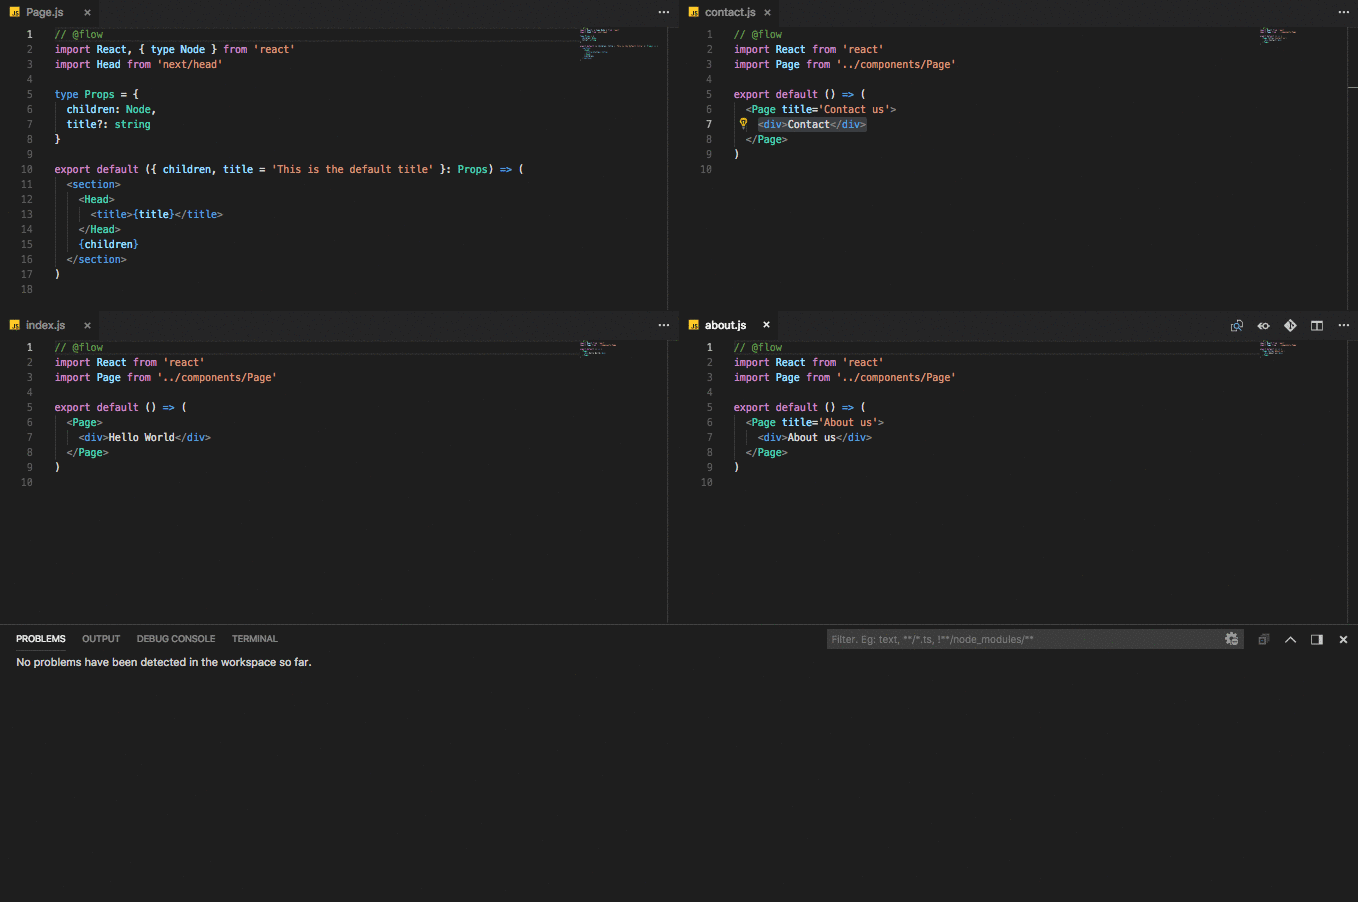 JS Page.js ×
1 // @flow
2 import React, { type Node } from 'react'
3 import Head from 'next/head'
4
5 type Props = {
6   children: Node,
7   title?: string
8 }
9
10 export default ({ children, title = 'This is the default title' }: Props) => (
11   <section>
12     <Head>
13       <title>{title}</title>
14     </Head>
15     {children}
16   </section>
17 )
18
JS contact.js ×
1 // @flow
2 import React from 'react'
3 import Page from '../components/Page'
4
5 export default () => (
6   <Page title='Contact us'>
7     <div>Contact</div>
8   </Page>
9 )
10
JS index.js ×
1 // @flow
2 import React from 'react'
3 import Page from '../components/Page'
4
5 export default () => (
6   <Page>
7     <div>Hello World</div>
8   </Page>
9 )
10
JS about.js ×
1 // @flow
2 import React from 'react'
3 import Page from '../components/Page'
4
5 export default () => (
6   <Page title='About us'>
7     <div>About us</div>
8   </Page>
9 )
10
PROBLEMS OUTPUT DEBUG CONSOLE TERMINAL Filter. Eg: text, **/*.ts, !**/node_modules/**
No problems have been detected in the workspace so far.